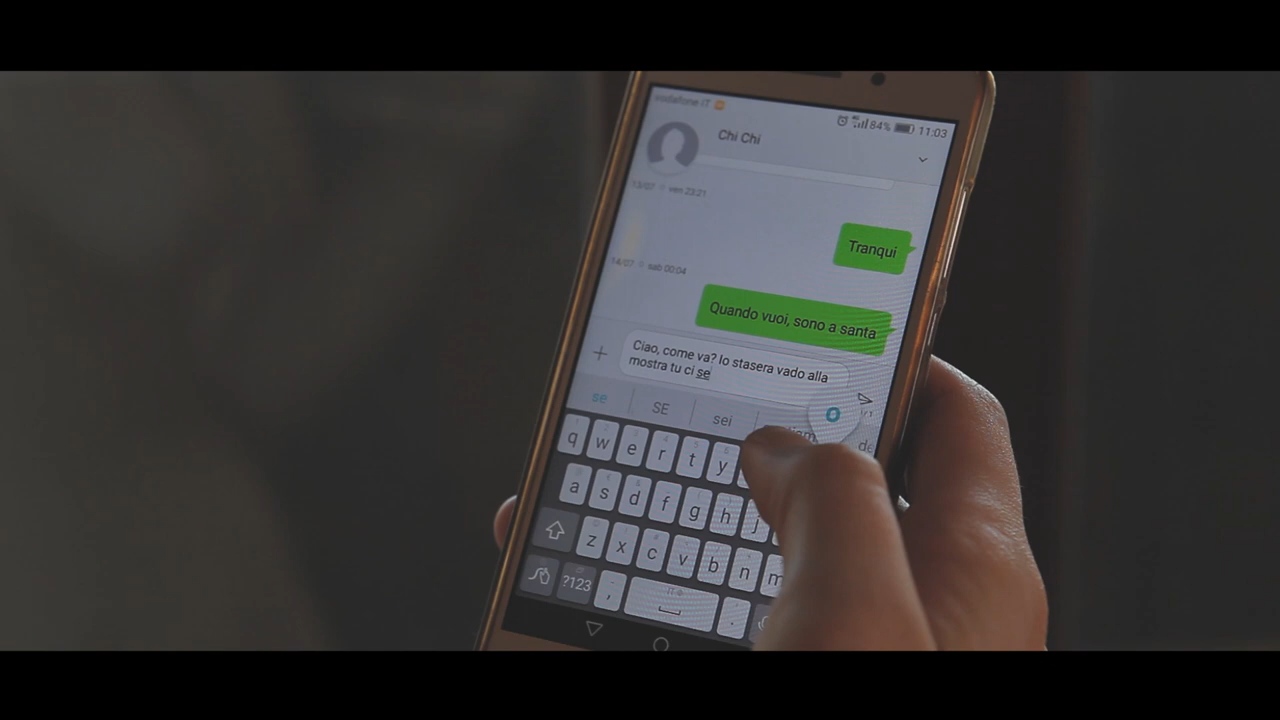 vodafone IT
84% 11:03
Chi Chi
13/07 ven 23:21
Tranqui
14/07 sab 00:04
Quando vuoi, sono a santa
Ciao, come va? Io stasera vado alla
mostra tu ci se
se SE sei
q w e r t y
a s d f g h j
z x c v b n m
?123 , IT .